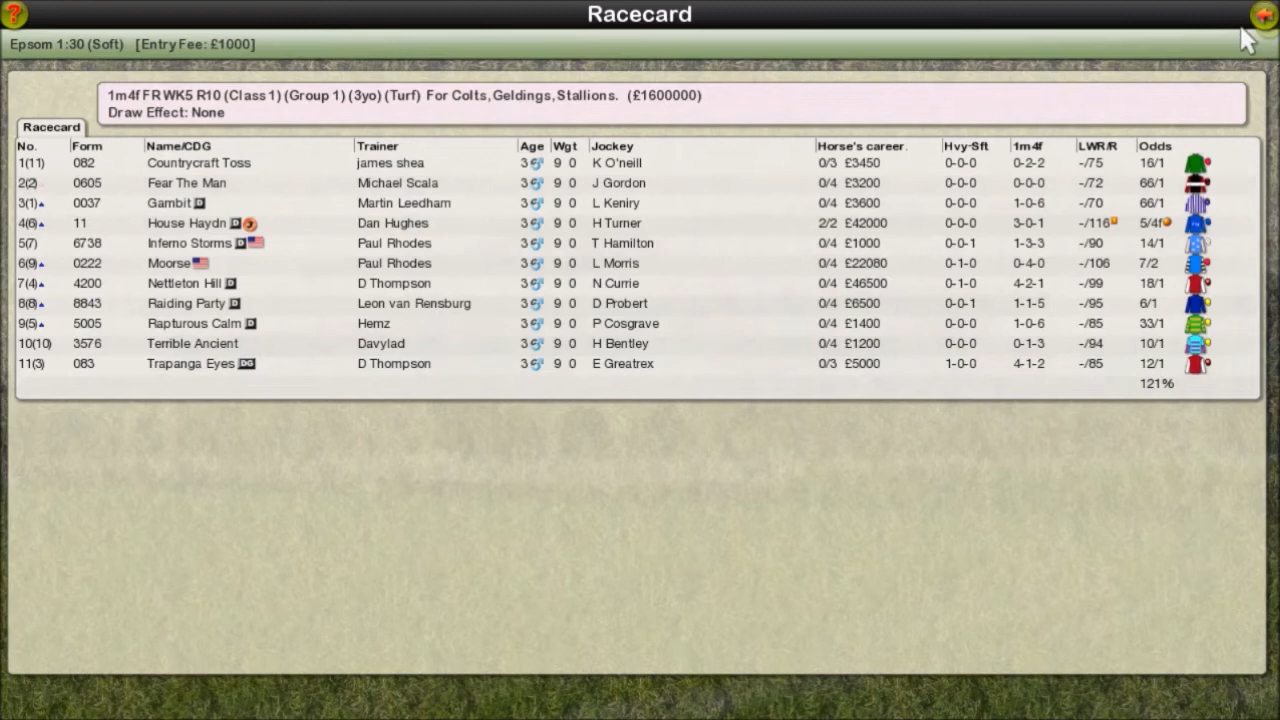 Racecard
Epsom 1:30 (Soft) [Entry Fee: £1000]
1m4f FR WK5 R10 (Class 1) (Group 1) (3yo) (Turf) For Colts, Geldings, Stallions. (£1600000)
Draw Effect: None
Racecard
No. Form Name/CDG Trainer Age Wgt Jockey Horse's career. Hvy-Sft 1m4f LWR/R Odds
1(11) 082 Countrycraft Toss james shea 3 9 0 K O'neill 0/3 £3450 0-0-0 0-2-2 -/75 16/1
2(2) 0605 Fear The Man Michael Scala 3 9 0 J Gordon 0/4 £3200 0-0-0 0-0-0 -/72 66/1
3(1) 0037 Gambit D Martin Leedham 3 9 0 L Keniry 0/4 £3600 0-0-0 1-0-6 -/70 66/1
4(6) 11 House Haydn D J Dan Hughes 3 9 0 H Turner 2/2 £42000 0-0-0 3-0-1 -/116 5/4f
5(7) 6738 Inferno Storms D Paul Rhodes 3 9 0 T Hamilton 0/4 £1000 0-0-1 1-3-3 -/90 14/1
6(9) 0222 Moorse Paul Rhodes 3 9 0 L Morris 0/4 £22080 0-1-0 0-4-0 -/106 7/2
7(4) 4200 Nettleton Hill D D Thompson 3 9 0 N Currie 0/4 £46500 0-1-0 4-2-1 -/99 18/1
8(8) 8843 Raiding Party D Leon van Rensburg 3 9 0 D Probert 0/4 £6500 0-0-1 1-1-5 -/95 6/1
9(5) 5005 Rapturous Calm D Hemz 3 9 0 P Cosgrave 0/4 £1400 0-0-0 1-0-6 -/85 33/1
10(10) 3576 Terrible Ancient Davylad 3 9 0 H Bentley 0/4 £1200 0-0-0 0-1-3 -/94 10/1
11(3) 083 Trapanga Eyes DG D Thompson 3 9 0 E Greatrex 0/3 £5000 1-0-0 4-1-2 -/85 12/1
121%